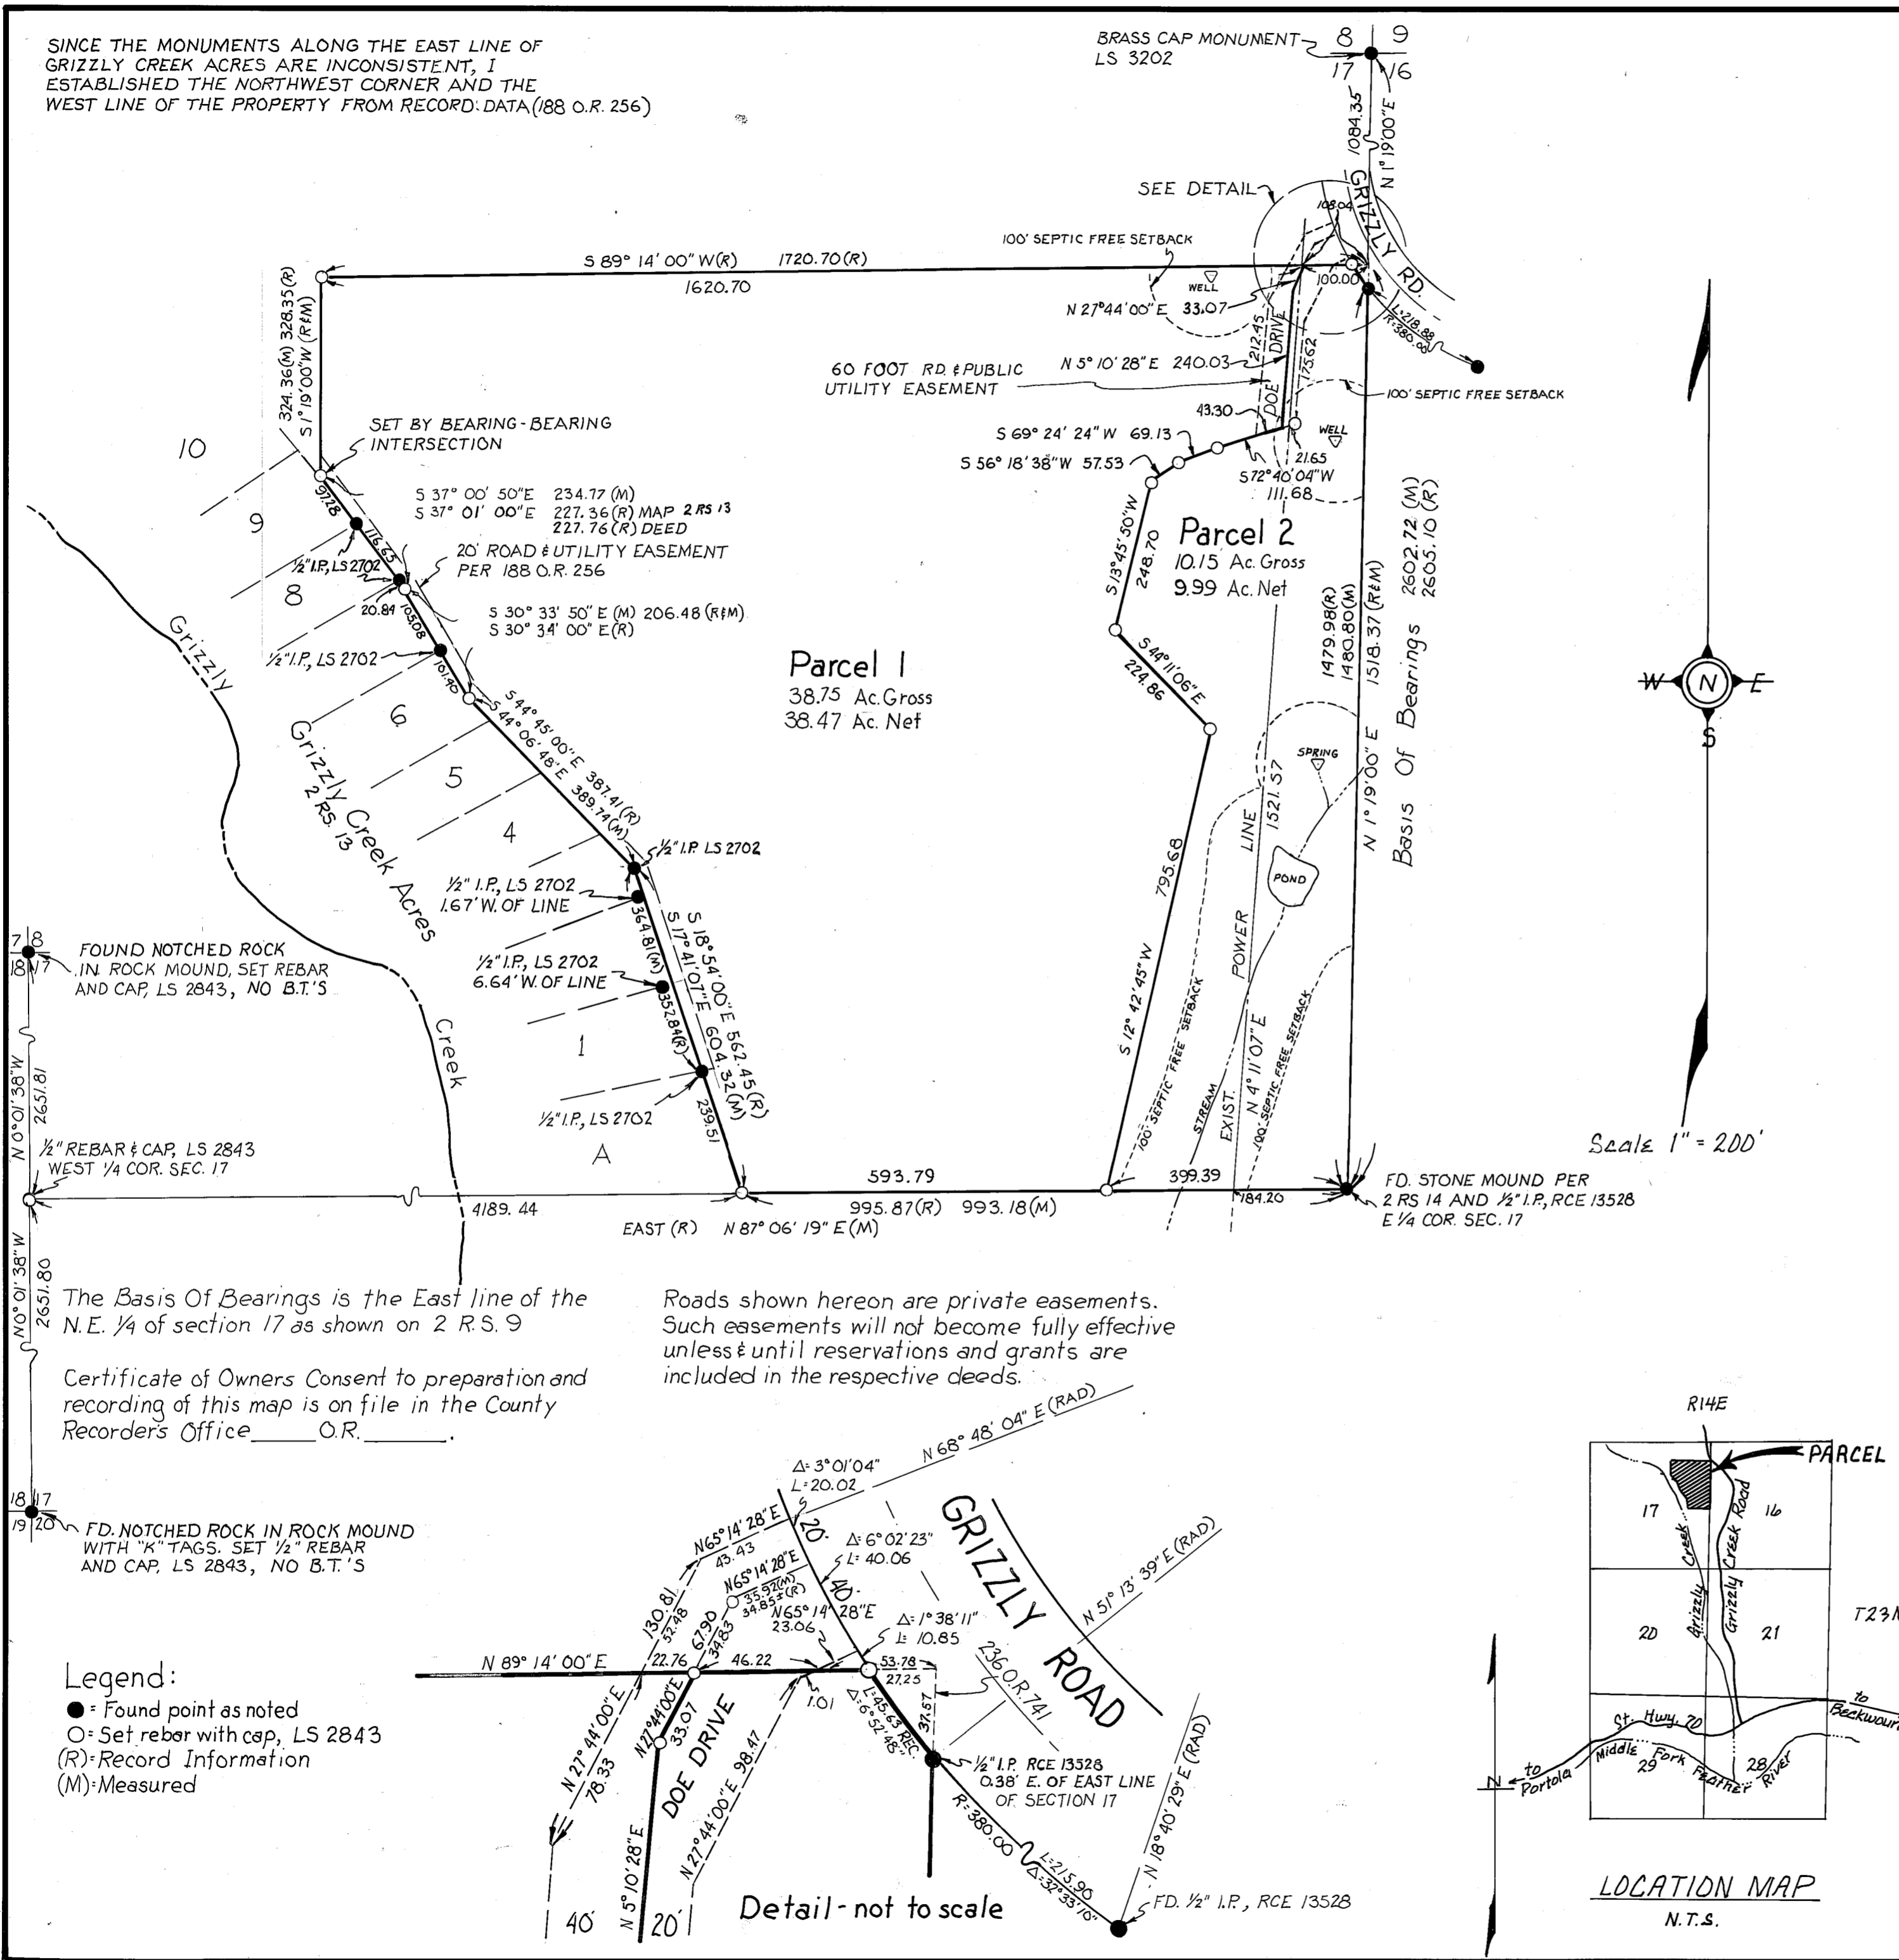 SINCE THE MONUMENTS ALONG THE EAST LINE OF
GRIZZLY CREEK ACRES ARE INCONSISTENT, I
ESTABLISHED THE NORTHWEST CORNER AND THE
WEST LINE OF THE PROPERTY FROM RECORD DATA (188 O.R. 256)
BRASS CAP MONUMENT
LS 3202
8 9
17 16
1084.35
N 1° 19' 00" E
SEE DETAIL
108.04
GRIZZLY RD.
100' SEPTIC FREE SETBACK
S 89° 14' 00" W (R) 1720.70 (R)
1620.70
WELL
100.00
N 27° 44' 00" E 33.07
L=218.88
R=380.00
324.36 (M) 328.35 (R)
S 1° 19' 00" W (R&M)
212.45
DOE DRIVE
175.62
60 FOOT RD. & PUBLIC
UTILITY EASEMENT
N 5° 10' 28" E 240.03
100' SEPTIC FREE SETBACK
43.30
WELL
S 69° 24' 24" W 69.13
S 56° 18' 38" W 57.53
21.65
S 72° 40' 04" W
111.68
10
SET BY BEARING-BEARING
INTERSECTION
97.28
S 37° 00' 50" E 234.77 (M)
S 37° 01' 00" E 227.36 (R) MAP 2 RS 13
227.76 (R) DEED
9
116.65
20' ROAD & UTILITY EASEMENT
PER 188 O.R. 256
1/2" I.P., LS 2702
8
20.84
105.08
S 30° 33' 50" E (M) 206.48 (R&M)
S 30° 34' 00" E (R)
1/2" I.P., LS 2702
101.40
Grizzly
Parcel 1
38.75 Ac. Gross
38.47 Ac. Net
Parcel 2
10.15 Ac. Gross
9.99 Ac. Net
S 13° 45' 50" W
248.70
S 44° 11' 06" E
224.86
1479.98 (R)
1480.80 (M)
N 1° 19' 00" E 1518.37 (R&M)
Basis Of Bearings 2602.72 (M)
2605.10 (R)
W N E
S
Scale 1" = 200'
6
5
4
Grizzly Creek Acres
2 RS. 13
S 44° 45' 00" E 387.41 (R)
S 44° 06' 48" E 389.74 (M)
1/2" I.P. LS 2702
1/2" I.P., LS 2702
1.67' W. OF LINE
1/2" I.P., LS 2702
6.64' W. OF LINE
364.81 (M)
352.84 (R)
S 18° 54' 00" E 562.45 (R)
S 17° 41' 07" E 604.32 (M)
1
1/2" I.P., LS 2702
239.51
A
Creek
SPRING
POND
795.68
S 12° 42' 45" W
POWER LINE 1521.57
EXIST. N 4° 11' 07" E
STREAM
100' SEPTIC FREE SETBACK
100' SEPTIC FREE SETBACK
7 8
18 17
FOUND NOTCHED ROCK
IN ROCK MOUND, SET REBAR
AND CAP, LS 2843, NO B.T.'S
N 0° 01' 38" W
2651.81
1/2" REBAR & CAP, LS 2843
WEST 1/4 COR. SEC. 17
4189.44
593.79
399.39
184.20
995.87 (R) 993.18 (M)
EAST (R) N 87° 06' 19" E (M)
FD. STONE MOUND PER
2 RS 14 AND 1/2" I.P., RCE 13528
E 1/4 COR. SEC. 17
N 0° 01' 38" W
2651.80
The Basis Of Bearings is the East line of the
N.E. 1/4 of section 17 as shown on 2 R.S. 9
Certificate of Owners Consent to preparation and
recording of this map is on file in the County
Recorder's Office_____O.R.______.
Roads shown hereon are private easements.
Such easements will not become fully effective
unless & until reservations and grants are
included in the respective deeds.
18 17
19 20
FD. NOTCHED ROCK IN ROCK MOUND
WITH "K" TAGS. SET 1/2" REBAR
AND CAP, LS 2843, NO B.T.'S
Legend:
● = Found point as noted
O = Set rebar with cap, LS 2843
(R) = Record Information
(M) = Measured
N 68° 48' 04" E (RAD)
Δ= 3° 01' 04"
L= 20.02
N 65° 14' 28" E
43.43
20'
Δ= 6° 02' 23"
L= 40.06
40'
N 65° 14' 28" E
35.92 (M)
34.85± (R)
N 65° 14' 28" E
23.06
Δ= 1° 38' 11"
L= 10.85
GRIZZLY ROAD
N 51° 13' 39" E (RAD)
130.81
52.48
67.90
34.83
N 89° 14' 00" E
22.76
46.22
53.78
27.25
1.01
37.57
236 O.R. 741
L=45.63 REC.
Δ=6° 52' 48"
N 27° 44' 00" E
78.33
N 27° 44' 00" E
33.07
DOE DRIVE
N 27° 44' 00" E 98.47
1/2" I.P. RCE 13528
0.38' E. OF EAST LINE
OF SECTION 17
R=380.00
L=215.90
Δ=32° 33' 10"
N 18° 40' 29" E (RAD)
FD. 1/2" I.P., RCE 13528
N 5° 10' 28" E
40'
20'
Detail - not to scale
R14E
PARCEL
17
16
Grizzly Creek
Grizzly Creek Road
20
21
T23N
St. Hwy. 70
to
Middle Fork Feather River
29
28
to
Portola
N
LOCATION MAP
N.T.S.